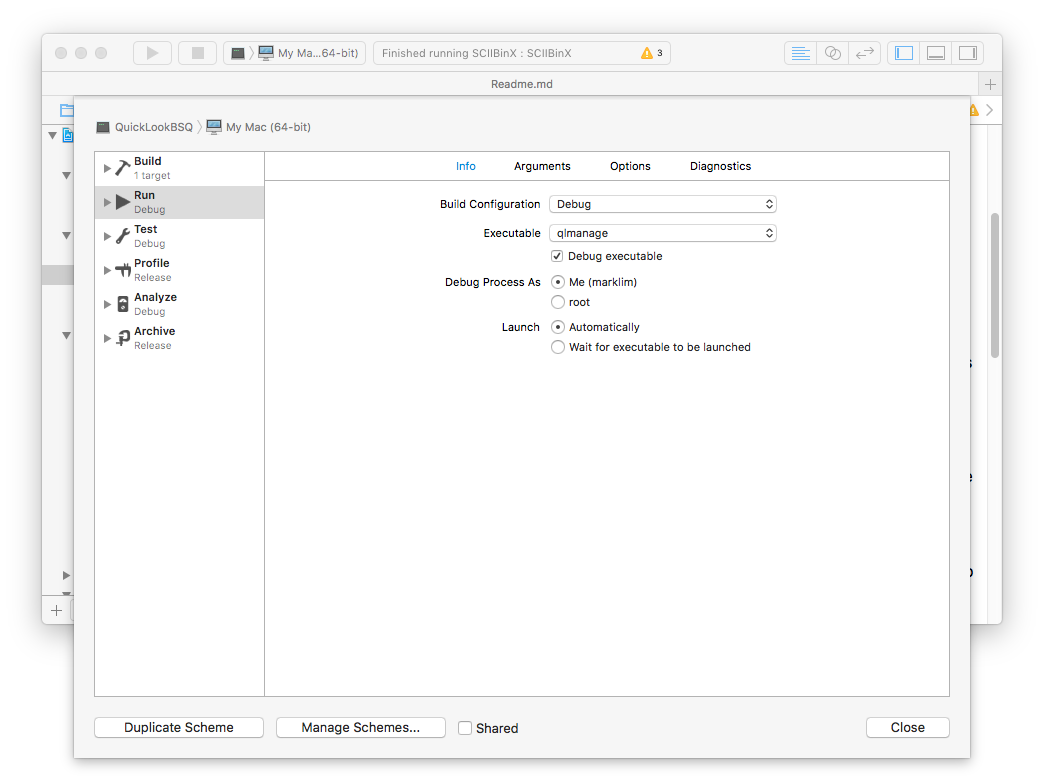 My Ma...64-bit)
Finished running SCIIBinX : SCIIBinX
3
Readme.md
QuickLookBSQ
My Mac (64-bit)
Build
1 target
Run
Debug
Test
Debug
Profile
Release
Analyze
Debug
Archive
Release
Info Arguments Options Diagnostics
Build Configuration Debug
Executable qlmanage
Debug executable
Debug Process As Me (marklim)
root
Launch Automatically
Wait for executable to be launched
Duplicate Scheme Manage Schemes... Shared Close